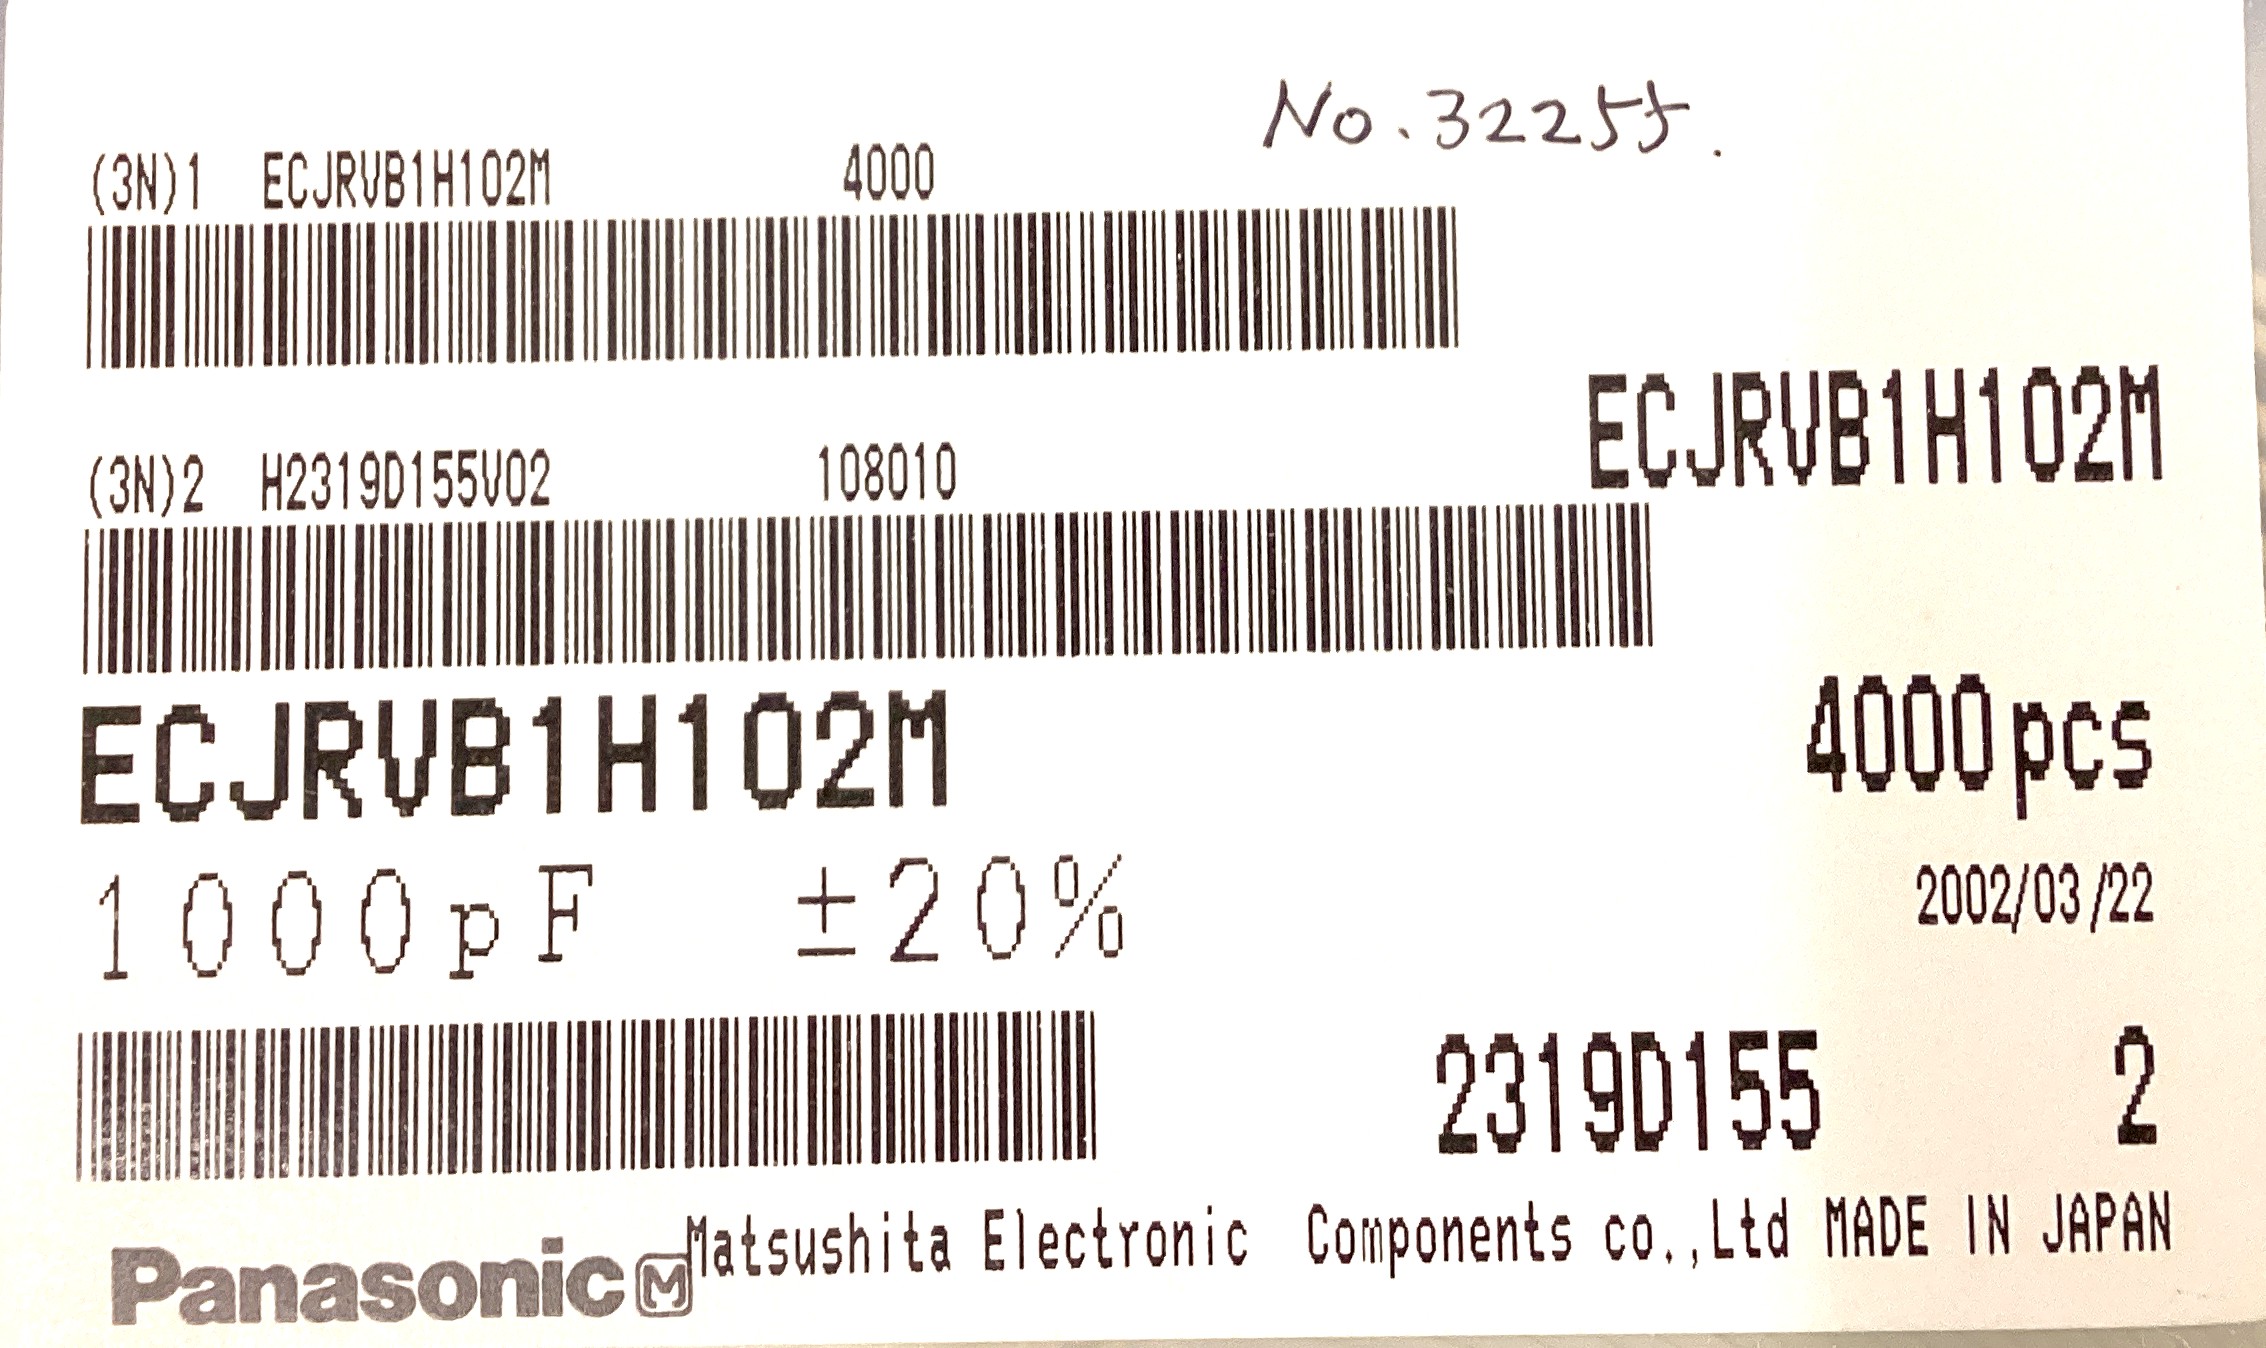 No.32255.
(3N)1 ECJRVB1H102M 4000
ECJRVB1H102M
(3N)2 H2319D155V02 108010
ECJRVB1H102M 4000pcs
1000pF ±20% 2002/03/22
2319D155 2
Panasonic M Matsushita Electronic Components co.,Ltd MADE IN JAPAN